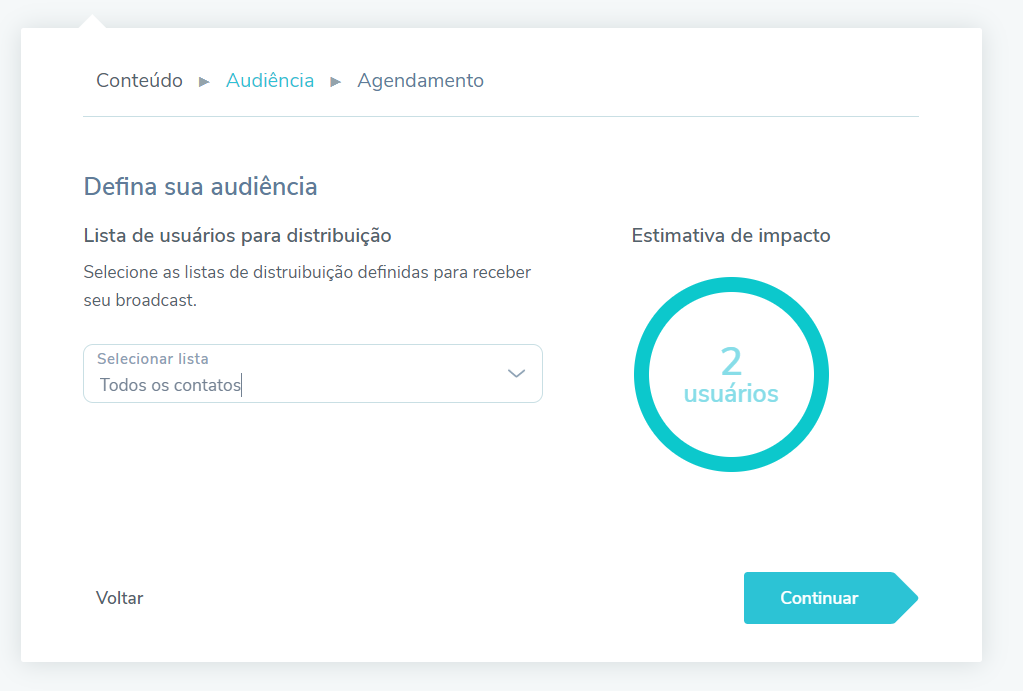 Conteúdo ▶ Audiência ▶ Agendamento
Defina sua audiência
Lista de usuários para distribuição
Selecione as listas de distruibuição definidas para receber
seu broadcast.
Selecionar lista
Todos os contatos
Estimativa de impacto
2
usuários
Voltar
Continuar